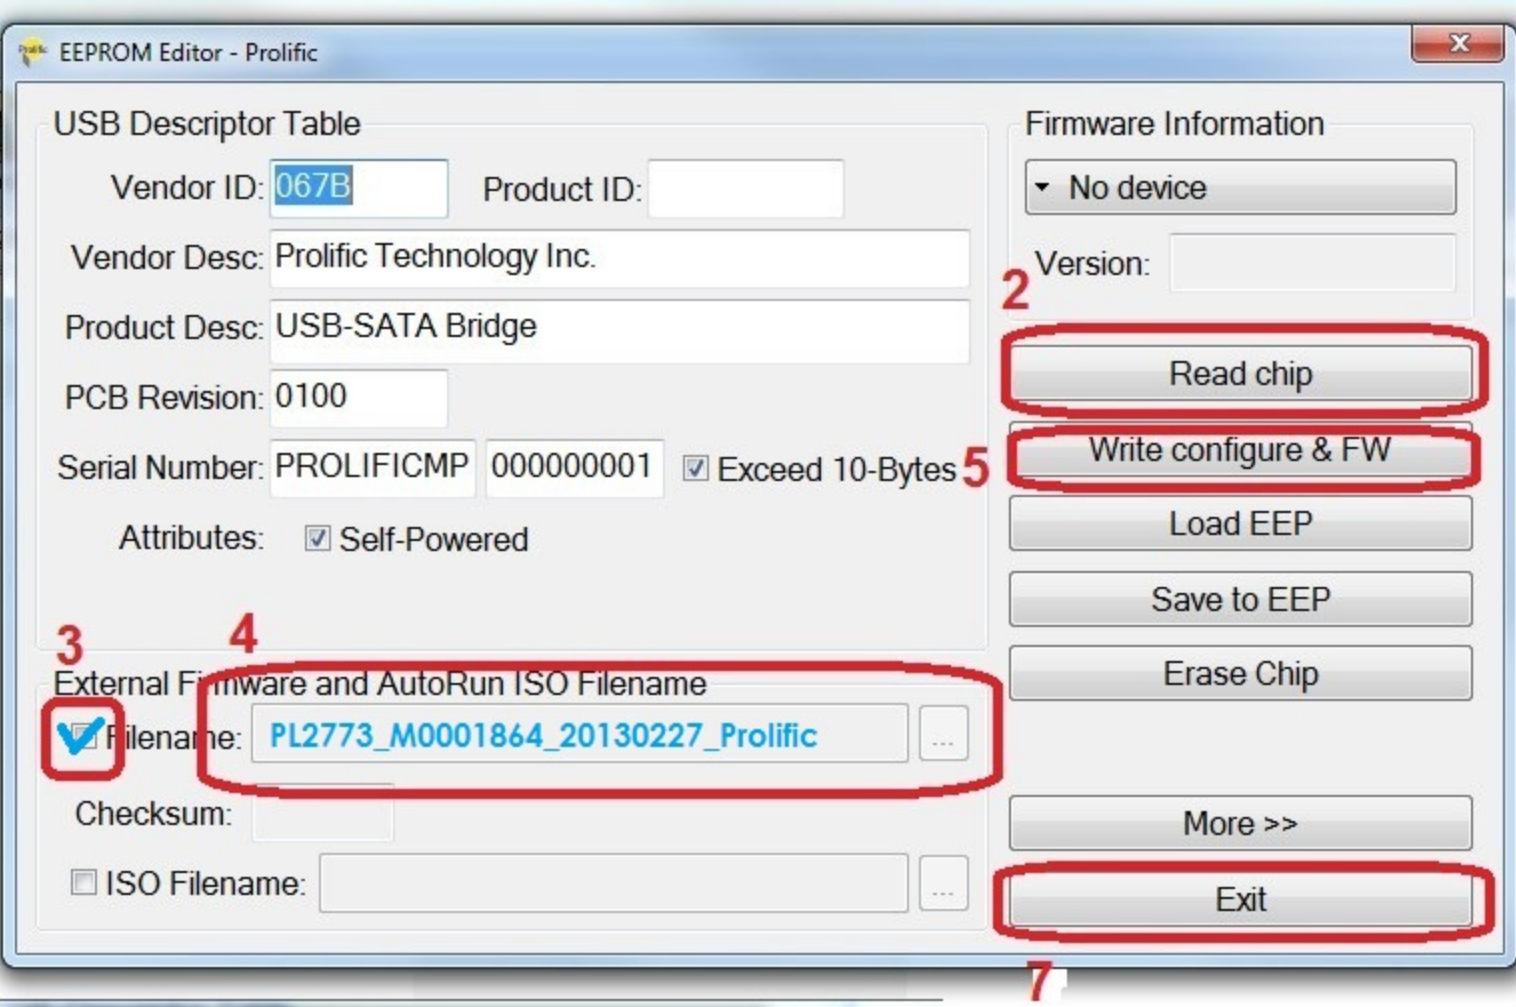 EEPROM Editor - Prolific
USB Descriptor Table
Vendor ID: 067B Product ID:
Vendor Desc: Prolific Technology Inc.
Product Desc: USB-SATA Bridge
PCB Revision: 0100
Serial Number: PROLIFICMP 000000001 Exceed 10-Bytes
Attributes: Self-Powered
3
4
External Firmware and AutoRun ISO Filename
Filename: PL2773_M0001864_20130227_Prolific ...
Checksum:
ISO Filename: ...
Firmware Information
No device
Version:
2
Read chip
5
Write configure & FW
Load EEP
Save to EEP
Erase Chip
More >>
Exit
7